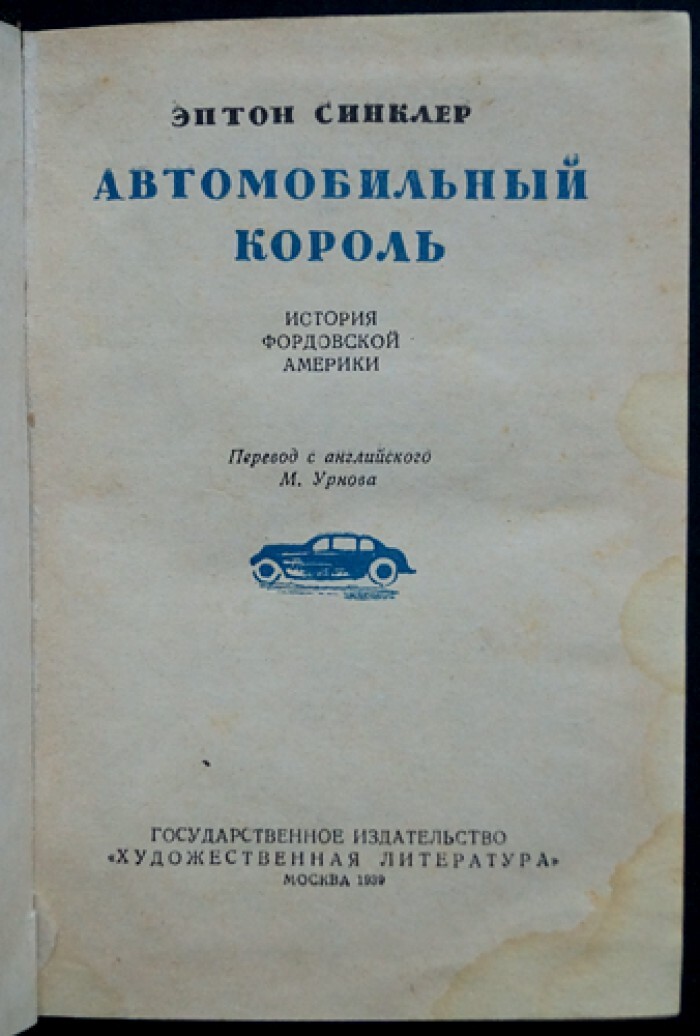 ЭПТОН СИНКЛЕР
АВТОМОБИЛЬНЫЙ
КОРОЛЬ
ИСТОРИЯ
ФОРДОВСКОЙ
АМЕРИКИ
Перевод с английского
М. Урнова
ГОСУДАРСТВЕННОЕ ИЗДАТЕЛЬСТВО
«ХУДОЖЕСТВЕННАЯ ЛИТЕРАТУРА»
МОСКВА 1939